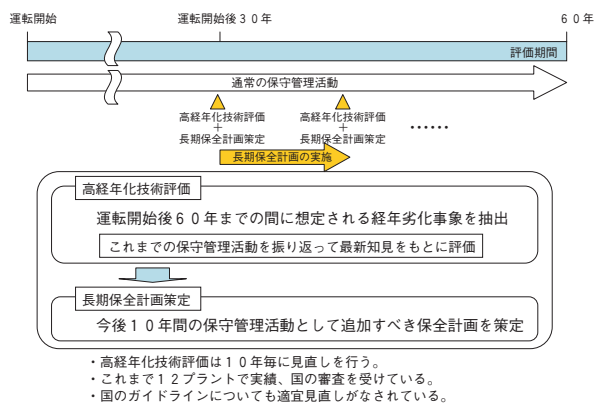 運転開始
運転開始後３０年
６０年
評価期間
通常の保守管理活動
高経年化技術評価
＋
長期保全計画策定
高経年化技術評価
＋
長期保全計画策定
……
長期保全計画の実施
高経年化技術評価
運転開始後６０年までの間に想定される経年劣化事象を抽出
これまでの保守管理活動を振り返って最新知見をもとに評価
長期保全計画策定
今後１０年間の保守管理活動として追加すべき保全計画を策定
・高経年化技術評価は１０年毎に見直しを行う。
・これまで１２プラントで実績、国の審査を受けている。
・国のガイドラインについても適宜見直しがなされている。